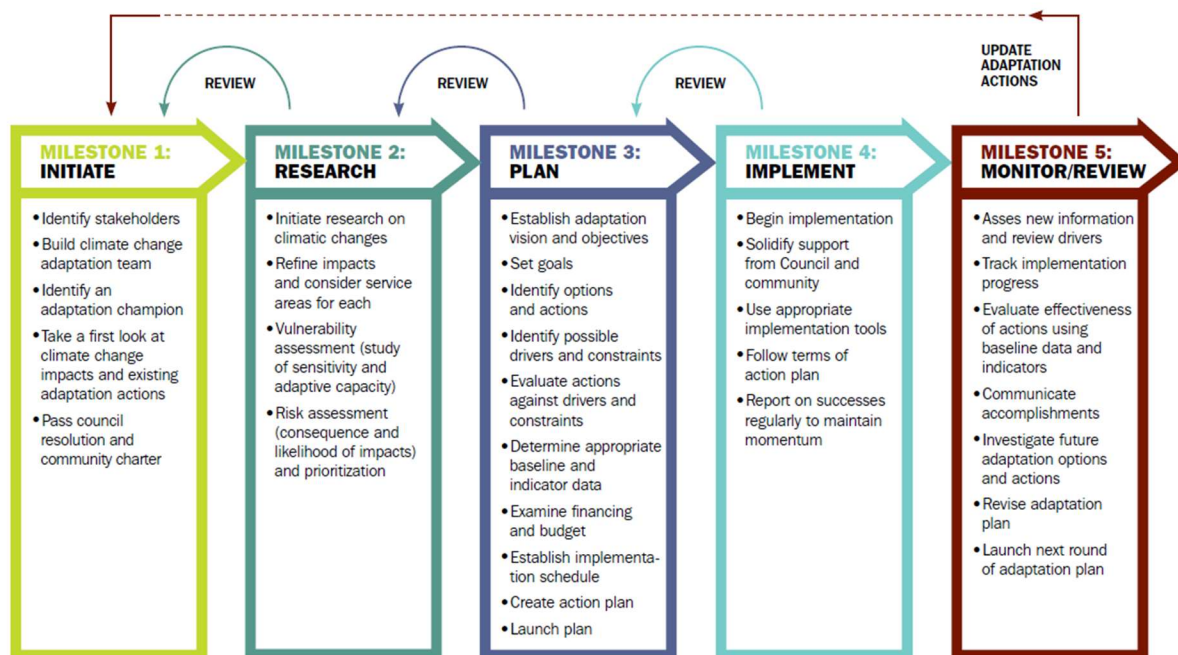 UPDATE
ADAPTATION
ACTIONS
REVIEW
REVIEW
REVIEW
MILESTONE 1:
INITIATE
• Identify stakeholders
• Build climate change
adaptation team
• Identify an
adaptation champion
• Take a first look at
climate change
impacts and existing
adaptation actions
• Pass council
resolution and
community charter
MILESTONE 2:
RESEARCH
• Initiate research on
climatic changes
• Refine impacts
and consider service
areas for each
• Vulnerability
assessment (study
of sensitivity and
adaptive capacity)
• Risk assessment
(consequence and
likelihood of impacts)
and prioritization
MILESTONE 3:
PLAN
• Establish adaptation
vision and objectives
• Set goals
• Identify options
and actions
• Identify possible
drivers and constraints
• Evaluate actions
against drivers and
constraints
• Determine appropriate
baseline and
indicator data
• Examine financing
and budget
• Establish implementa-
tion schedule
• Create action plan
• Launch plan
MILESTONE 4:
IMPLEMENT
• Begin implementation
• Solidify support
from Council and
community
• Use appropriate
implementation tools
• Follow terms of
action plan
• Report on successes
regularly to maintain
momentum
MILESTONE 5:
MONITOR/REVIEW
• Asses new information
and review drivers
• Track implementation
progress
• Evaluate effectiveness
of actions using
baseline data and
indicators
• Communicate
accomplishments
• Investigate future
adaptation options
and actions
• Revise adaptation
plan
• Launch next round
of adaptation plan